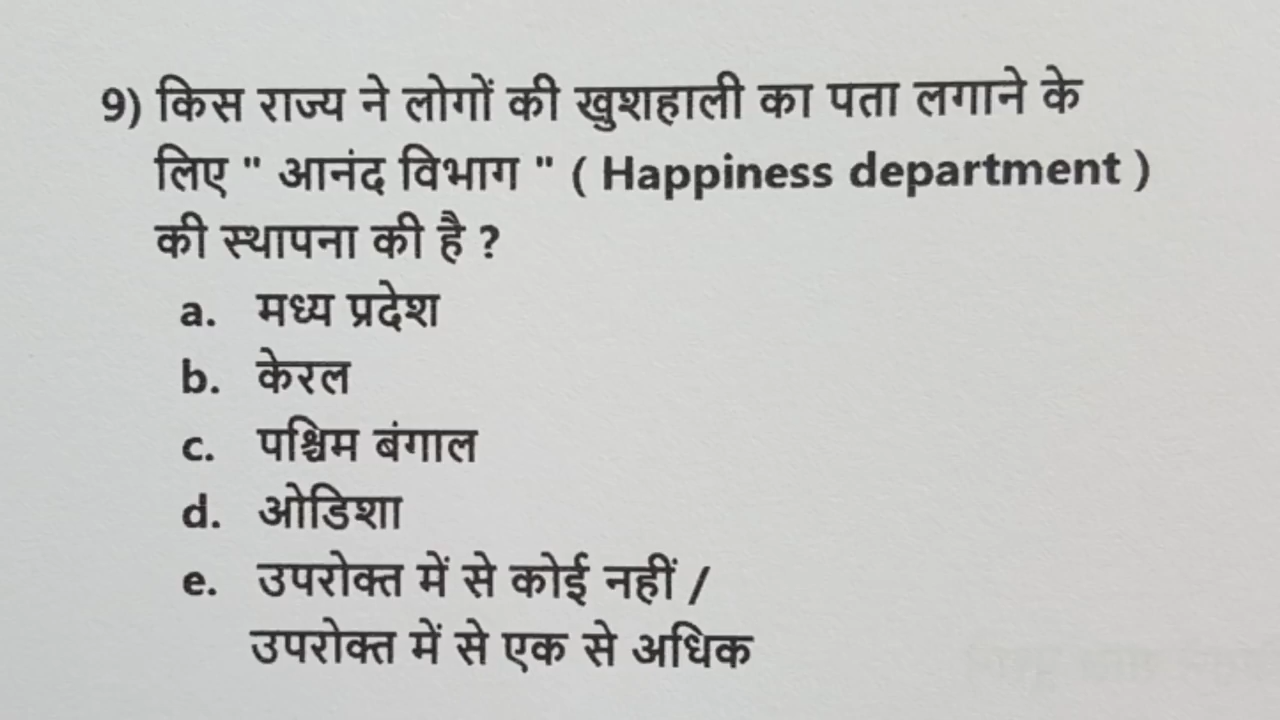 9) किस राज्य ने लोगों की खुशहाली का पता लगाने के
लिए " आनंद विभाग " ( Happiness department )
की स्थापना की है ?
a. मध्य प्रदेश
b. केरल
c. पश्चिम बंगाल
d. ओडिशा
e. उपरोक्त में से कोई नहीं /
उपरोक्त में से एक से अधिक